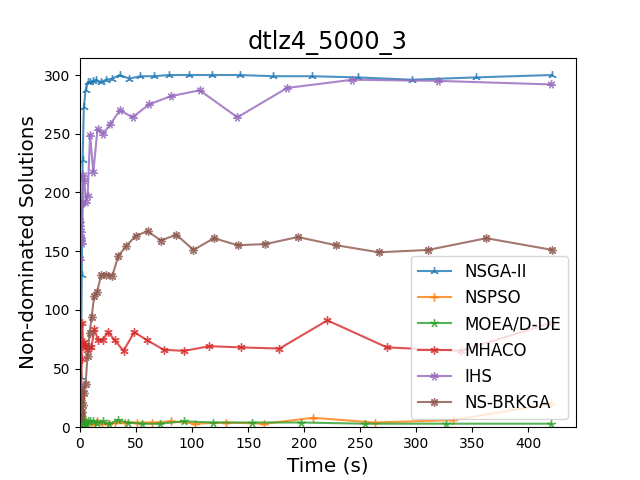 dtlz4_5000_3
Non-dominated Solutions
300
250
200
150
100
50
0
0 50 100 150 200 250 300 350 400
Time (s)
NSGA-II
NSPSO
MOEA/D-DE
MHACO
IHS
NS-BRKGA